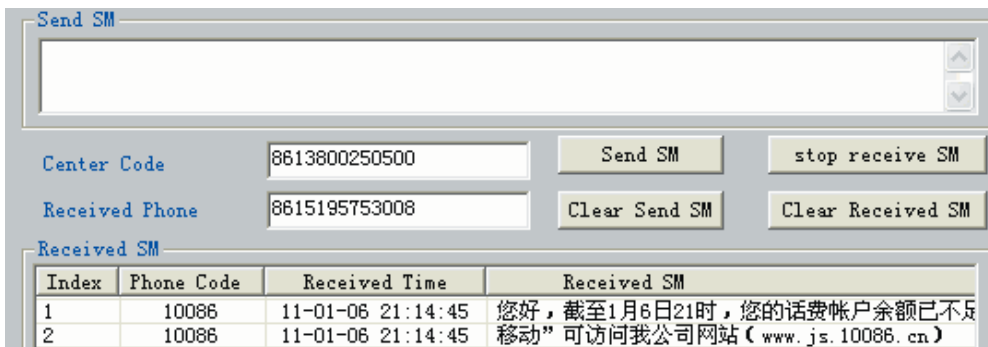 Send SM
Center Code 8613800250500 Send SM stop receive SM
Received Phone 8615195753008 Clear Send SM Clear Received SM
Received SM
Index Phone Code Received Time Received SM
1 10086 11-01-06 21:14:45 您好，截至1月6日21时，您的话费帐户余额已不足
2 10086 11-01-06 21:14:45 移动”可访问我公司网站（www.js.10086.cn）